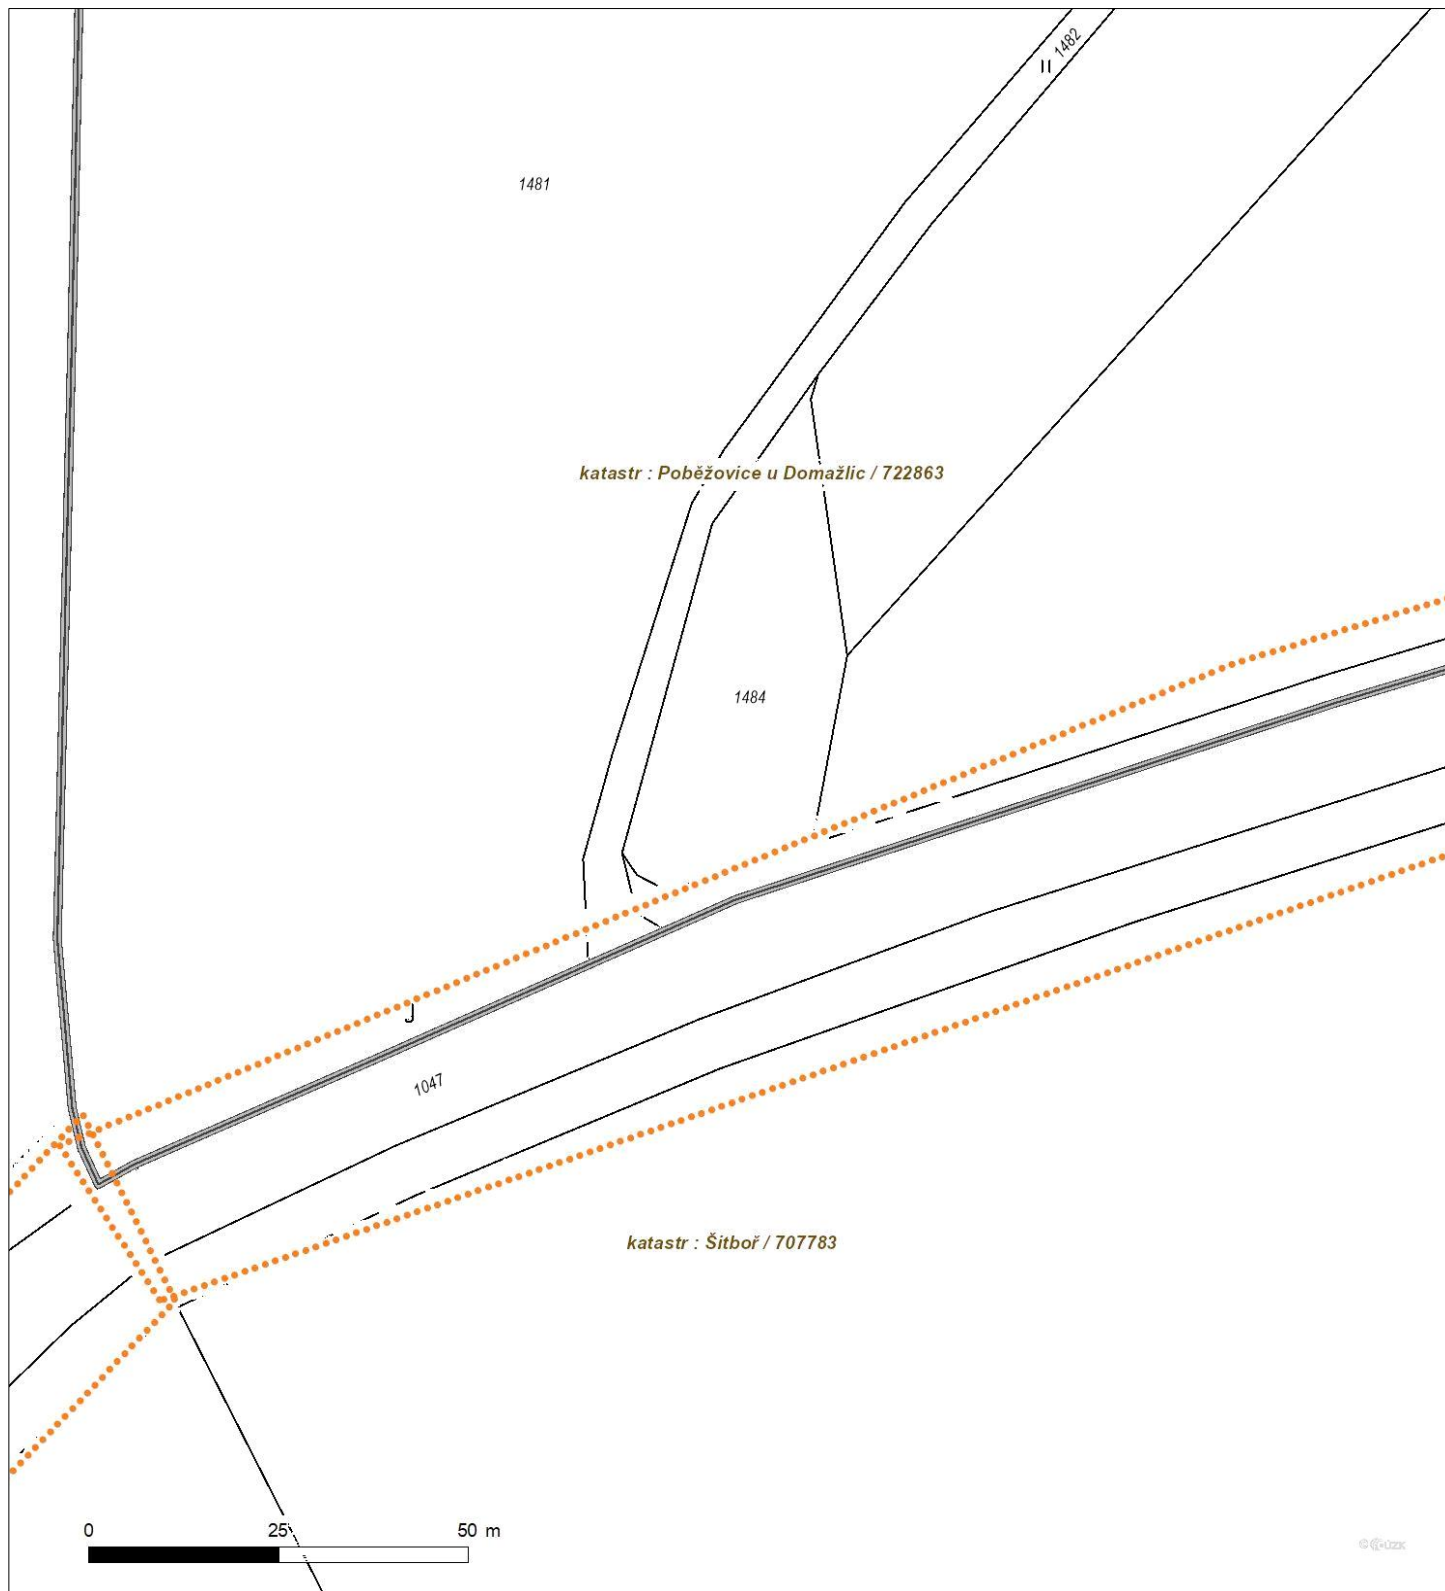 1482
1481
katastr : Poběžovice u Domažlic / 722863
1484
1047
katastr : Šitboř / 707783
0 25 50 m